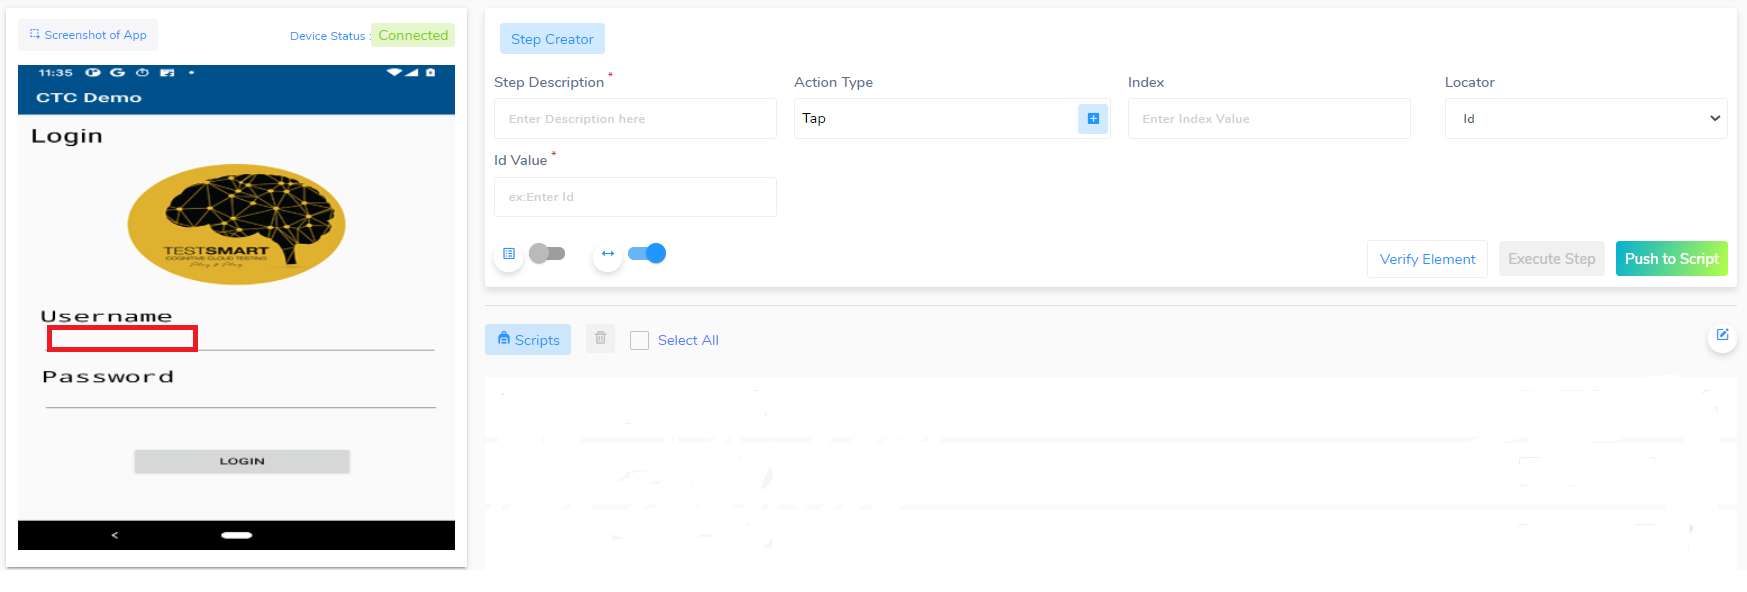 Screenshot of App
Device Status : Connected
11:35
CTC Demo
Login
TESTSMART
COGNITIVE CLOUD TESTING
Username
Password
LOGIN
Step Creator
Step Description *
Action Type
Index
Locator
Enter Description here
Tap
Enter Index Value
Id
Id Value *
ex:Enter Id
Verify Element
Execute Step
Push to Script
Scripts
Select All